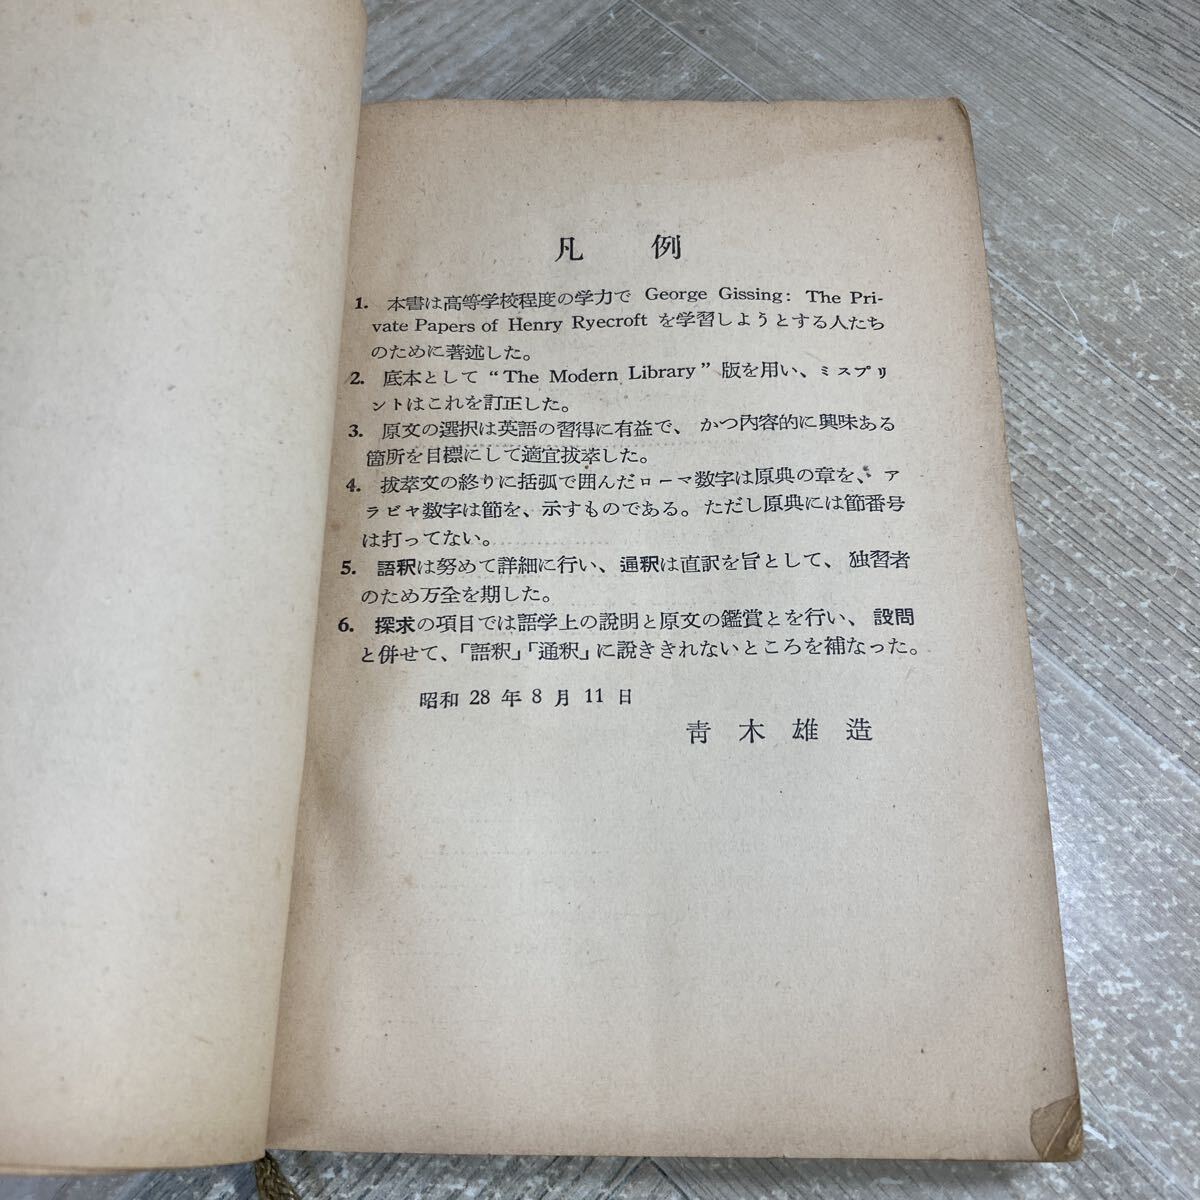 凡例
1. 本書は高等学校程度の学力で George Gissing: The Pri-
vate Papers of Henry Ryecroft を学習しようとする人たち
のために著述した。
2. 底本として “The Modern Library” 版を用い、ミスプリ
ントはこれを訂正した。
3. 原文の選択は英語の習得に有益で、かつ内容的に興味ある
箇所を目標にして適宜抜萃した。
4. 抜萃文の終りに括弧で囲んだローマ数字は原典の章を、ア
ラビヤ数字は節を、示すものである。ただし原典には節番号
は打ってない。
5. 語釈は努めて詳細に行い、通釈は直訳を旨として、独習者
のため万全を期した。
6. 探求の項目では語学上の説明と原文の鑑賞とを行い、設問
と併せて、「語釈」「通釈」に説ききれないところを補なった。
昭和 28 年 8 月 11 日
青木雄造